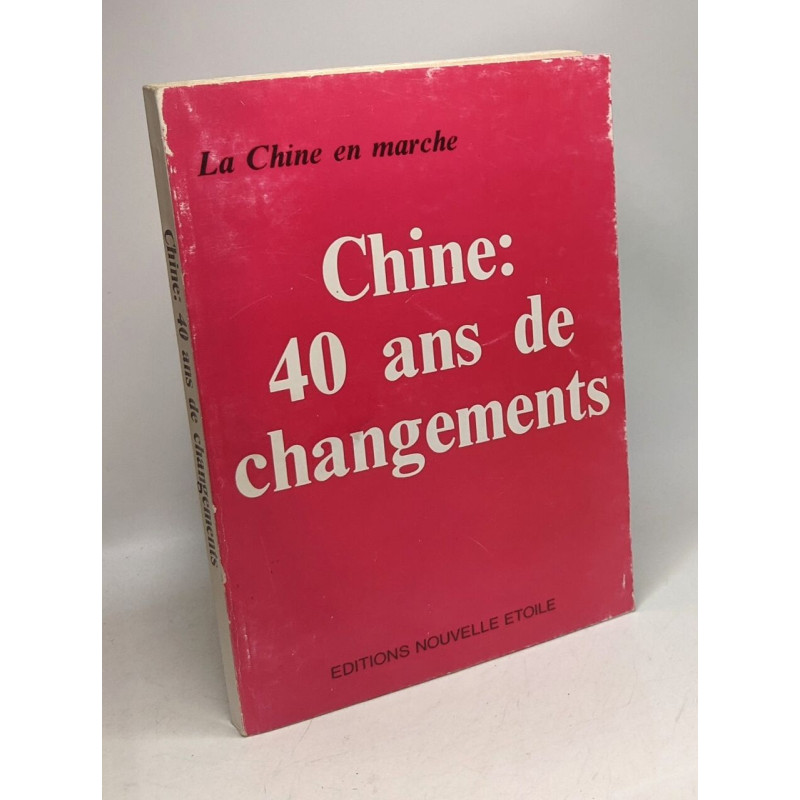 La Chine en marche
Chine:
40 ans de
changements
EDITIONS NOUVELLE ETOILE
Chine: 40 ans de changements